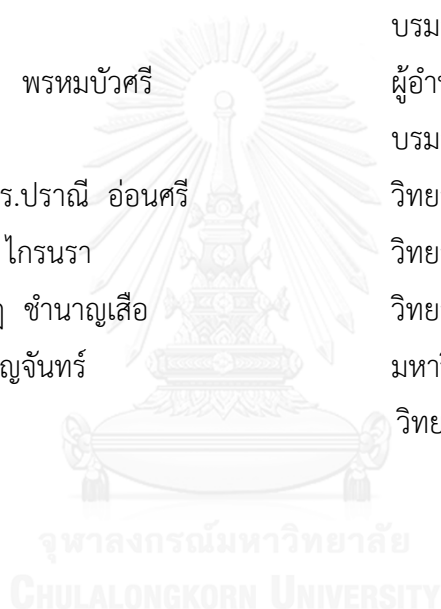 บรม
พรหมบัวศรี ผู้อำ
บรม
ร.ปราณี อ่อนศรี วิทย
ไกรนรา วิทย
ชำนาญเสือ วิทย
ญจันทร์ มหาวิ
วิทย
จุฬาลงกรณ์มหาวิทยาลัย
CHULALONGKORN UNIVERSITY